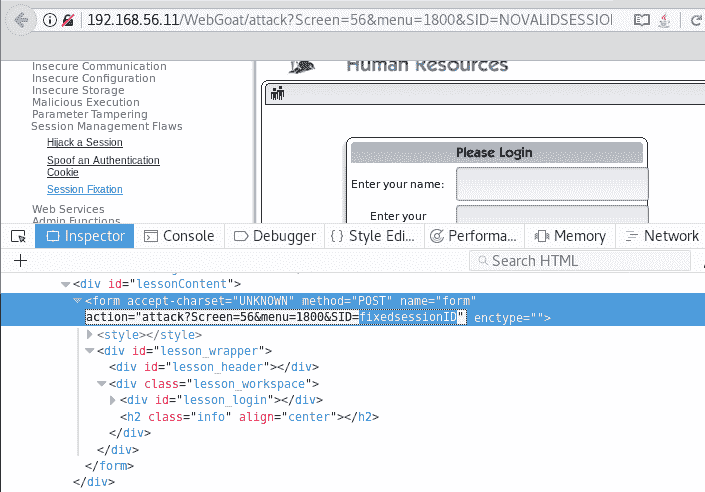 192.168.56.11/WebGoat/attack?Screen=56&menu=1800&SID=NOVALIDSESSION
Insecure Communication
Insecure Configuration
Insecure Storage
Malicious Execution
Parameter Tampering
Session Management Flaws
Hijack a Session
Spoof an Authentication
Cookie
Session Fixation
Web Services
Admin Functions
Human Resources
Please Login
Enter your name:
Enter your
Inspector
Console
Debugger
{} Style Edi...
Performa...
Memory
Network
+
Search HTML
<div id="lessonContent">
<form accept-charset="UNKNOWN" method="POST" name="form"
action="attack?Screen=56&menu=1800&SID=fixedsessionID" enctype="">
<style></style>
<div id="lesson_wrapper">
<div id="lesson_header"></div>
<div class="lesson_workspace">
<div id="lesson_login"></div>
<h2 class="info" align="center"></h2>
</div>
</div>
</form>
</div>